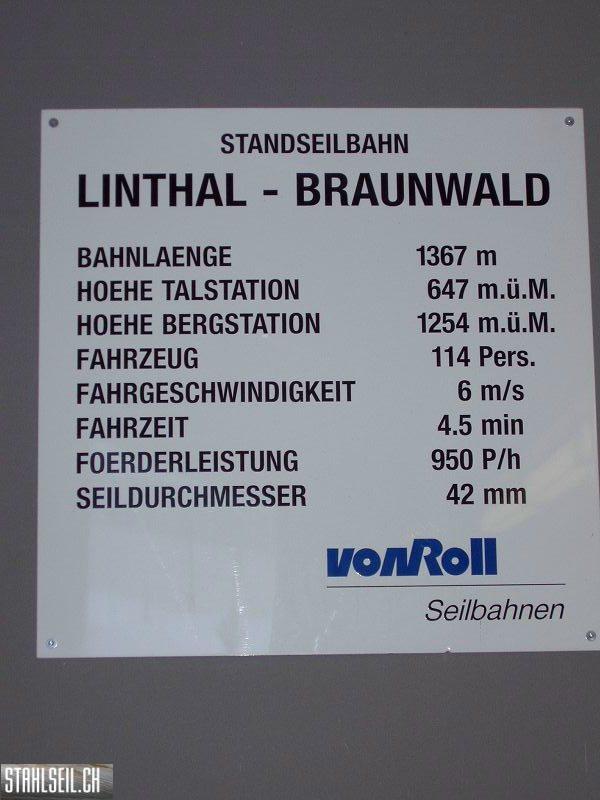 STANDSEILBAHN
LINTHAL - BRAUNWALD
BAHNLAENGE 1367 m
HOEHE TALSTATION 647 m.ü.M.
HOEHE BERGSTATION 1254 m.ü.M.
FAHRZEUG 114 Pers.
FAHRGESCHWINDIGKEIT 6 m/s
FAHRZEIT 4.5 min
FOERDERLEISTUNG 950 P/h
SEILDURCHMESSER 42 mm
vonRoll
Seilbahnen
STAHLSEIL.CH